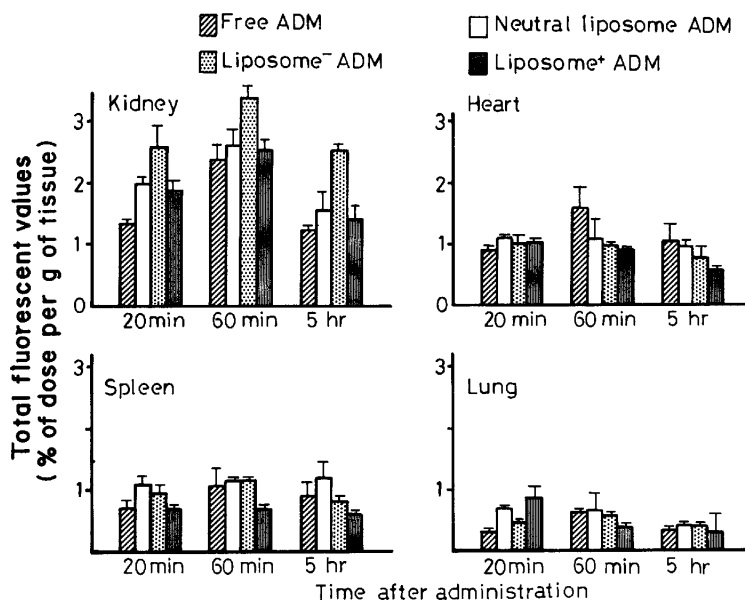 Free ADM
Neutral liposome ADM
Liposome⁻ ADM
Liposome⁺ ADM
Total fluorescent values
(% of dose per g of tissue)
Kidney
3
2
1
0
20min 60 min 5 hr
Heart
3
2
1
0
20 min 60 min 5 hr
Spleen
3
1
20min 60 min 5 hr
Lung
3
1
20 min 60 min 5 hr
Time after administration